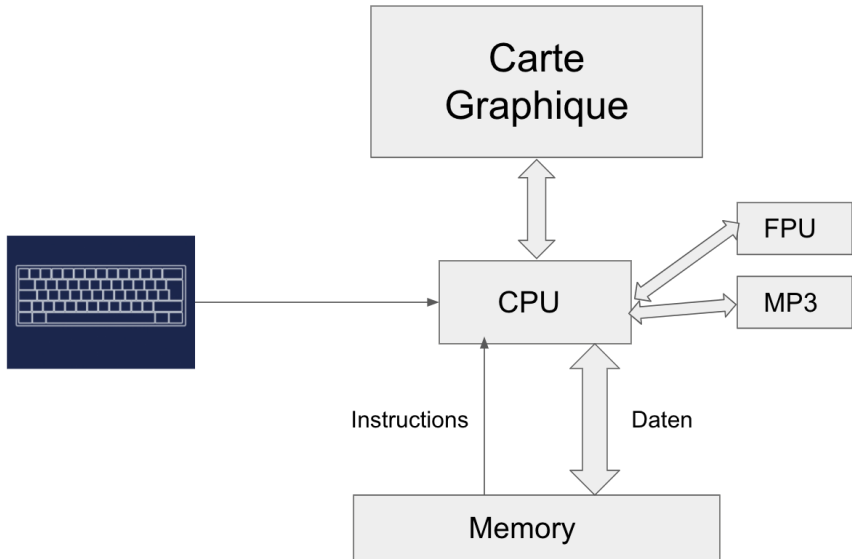 Carte
Graphique
FPU
CPU
MP3
Instructions
Daten
Memory